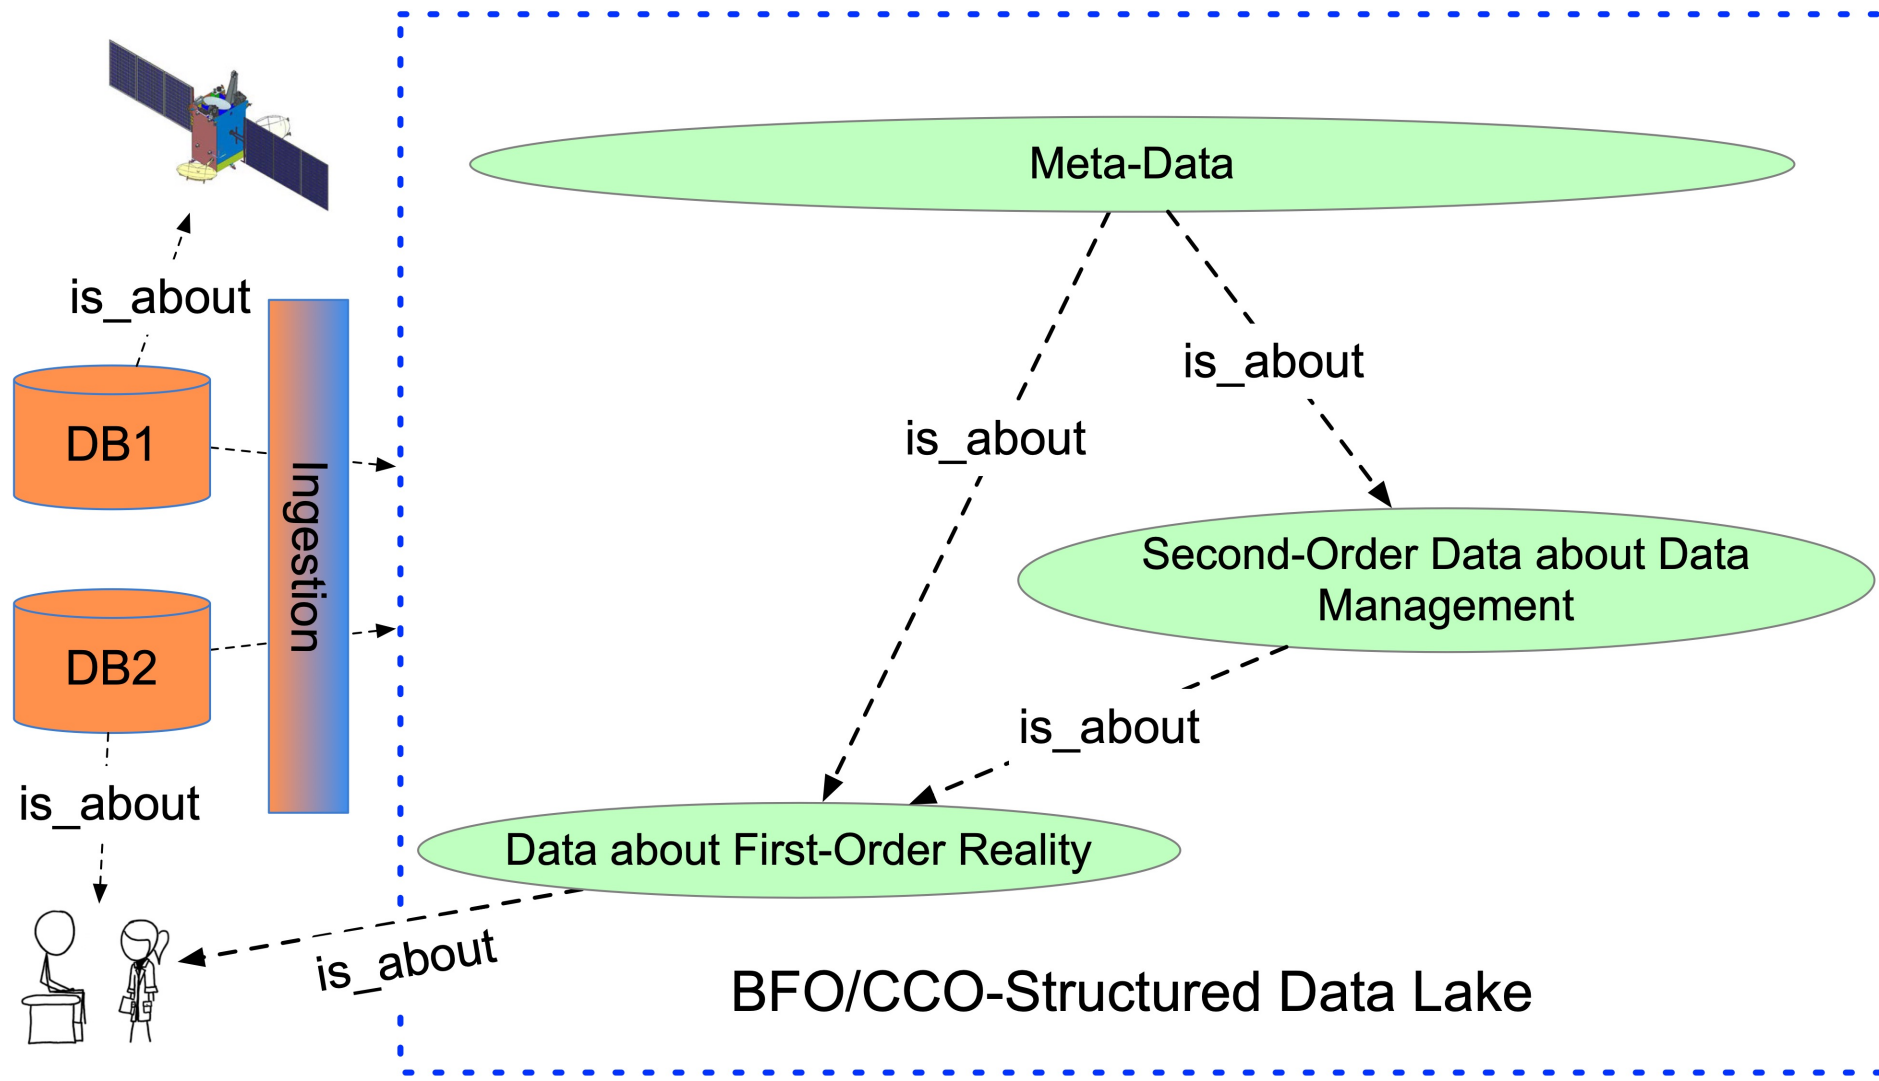 Meta-Data
is_about
is_about
DB1
is_about
Ingestion
Second-Order Data about Data
Management
DB2
is_about
is_about
Data about First-Order Reality
is_about
BFO/CCO-Structured Data Lake
is_about